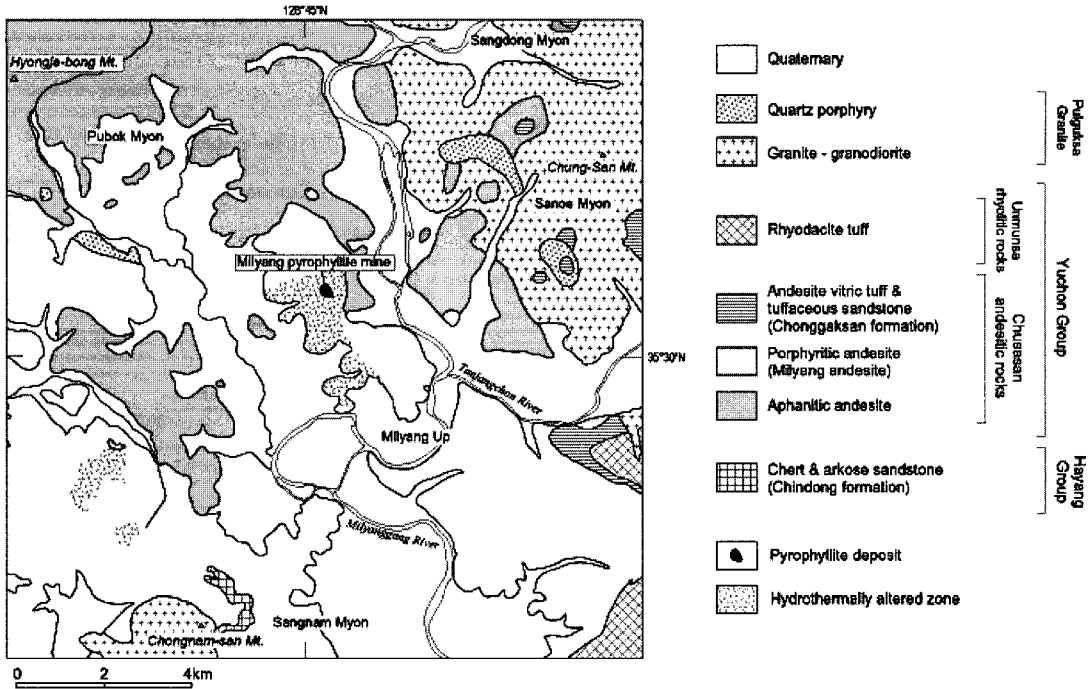 128°45'N
Sangdong Myon
Hyongje-bong Mt.
Pubok Myon
Chung-San Mt.
Sanoe Myon
Milyang pyrophyllite mine
35°30'N
Tanjangchon River
Milyang Up
Milyanggang River
Sangnam Myon
Chongnam-san Mt.
0 2 4km
Quaternary
Quartz porphyry
Granite - granodiorite
Pulguksa
Granite
Rhyodacite tuff
Unmunsa
rhyolitic rocks
Andesite vitric tuff &
tuffaceous sandstone
(Chonggaksan formation)
Porphyritic andesite
(Milyang andesite)
Aphanitic andesite
Chusasan
andesitic rocks
Yuchon Group
Chert & arkose sandstone
(Chindong formation)
Hayang
Group
Pyrophyllite deposit
Hydrothermally altered zone